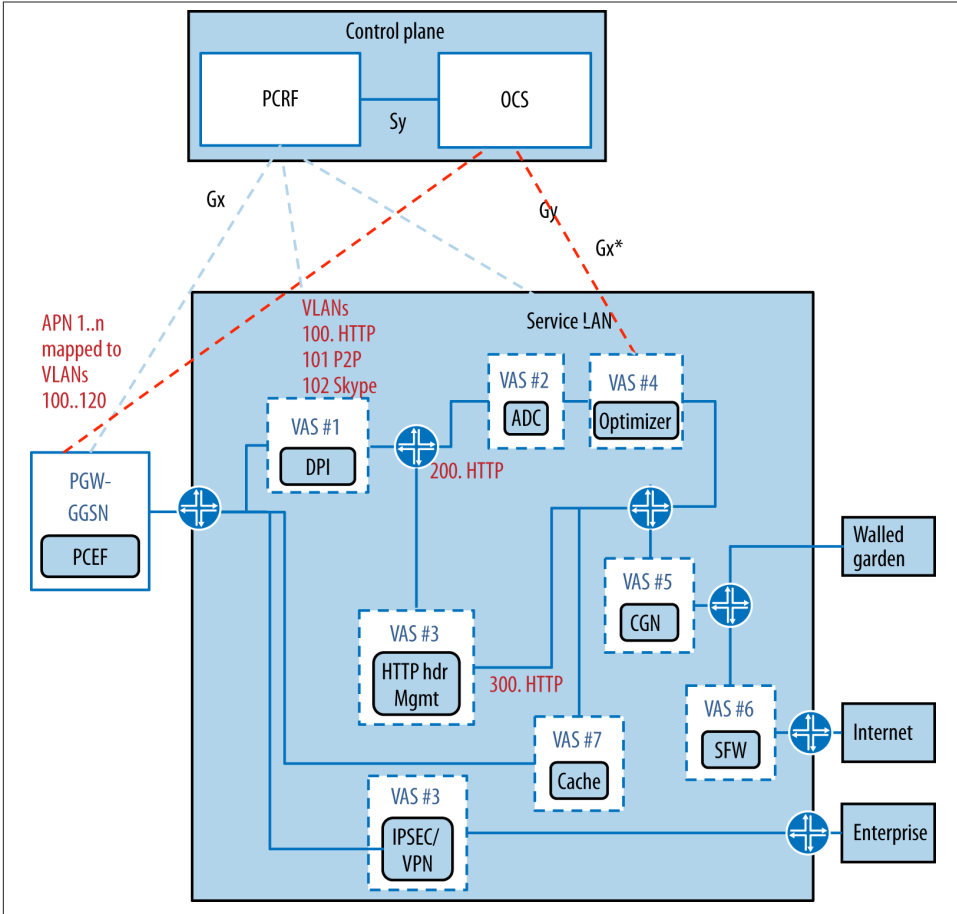 Control plane
PCRF
OCS
Sy
Gx
Gy
Gx*
APN 1..n
mapped to
VLANs
100..120
VLANs
100. HTTP
101 P2P
102 Skype
Service LAN
VAS #1
DPI
VAS #2
ADC
VAS #4
Optimizer
200. HTTP
PGW-
GGSN
PCEF
Walled
garden
VAS #5
CGN
VAS #3
HTTP hdr
Mgmt
300. HTTP
VAS #6
SFW
Internet
VAS #7
Cache
VAS #3
IPSEC/
VPN
Enterprise